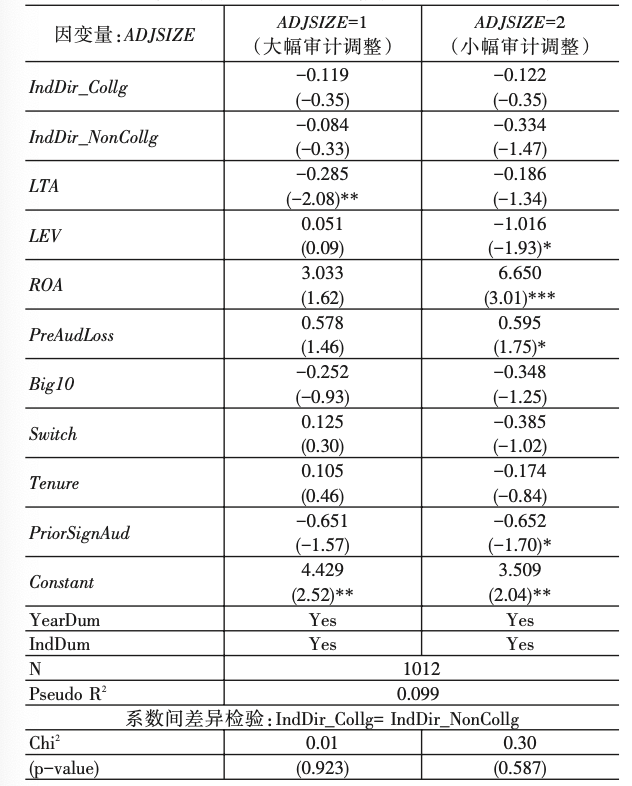 因变量:ADJSIZE ADJSIZE=1 ADJSIZE=2
(大幅审计调整) (小幅审计调整)
IndDir_Collg −0.119 −0.122
(−0.35) (−0.35)
IndDir_NonCollg −0.084 −0.334
(−0.33) (−1.47)
LTA −0.285 −0.186
(−2.08)** (−1.34)
LEV 0.051 −1.016
(0.09) (−1.93)*
ROA 3.033 6.650
(1.62) (3.01)***
PreAudLoss 0.578 0.595
(1.46) (1.75)*
Big10 −0.252 −0.348
(−0.93) (−1.25)
Switch 0.125 −0.385
(0.30) (−1.02)
Tenure 0.105 −0.174
(0.46) (−0.84)
PriorSignAud −0.651 −0.652
(−1.57) (−1.70)*
Constant 4.429 3.509
(2.52)** (2.04)**
YearDum Yes Yes
IndDum Yes Yes
N 1012
Pseudo R² 0.099
系数间差异检验:IndDir_Collg= IndDir_NonCollg
Chi² 0.01 0.30
(p−value) (0.923) (0.587)